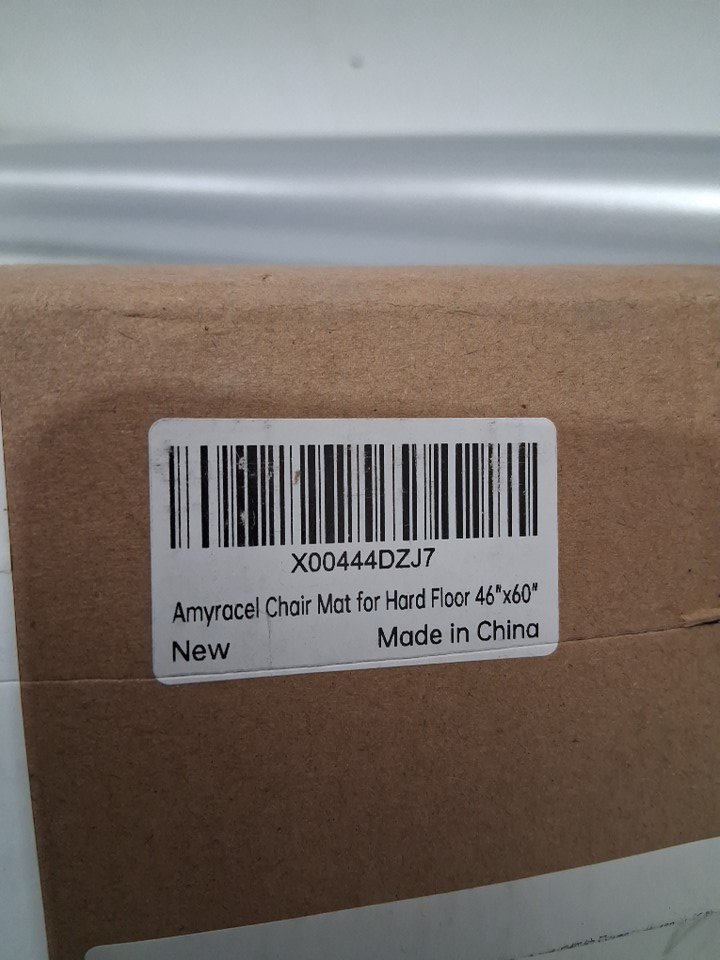 X00444DZJ7
Amyracel Chair Mat for Hard Floor 46"x60"
New
Made in China